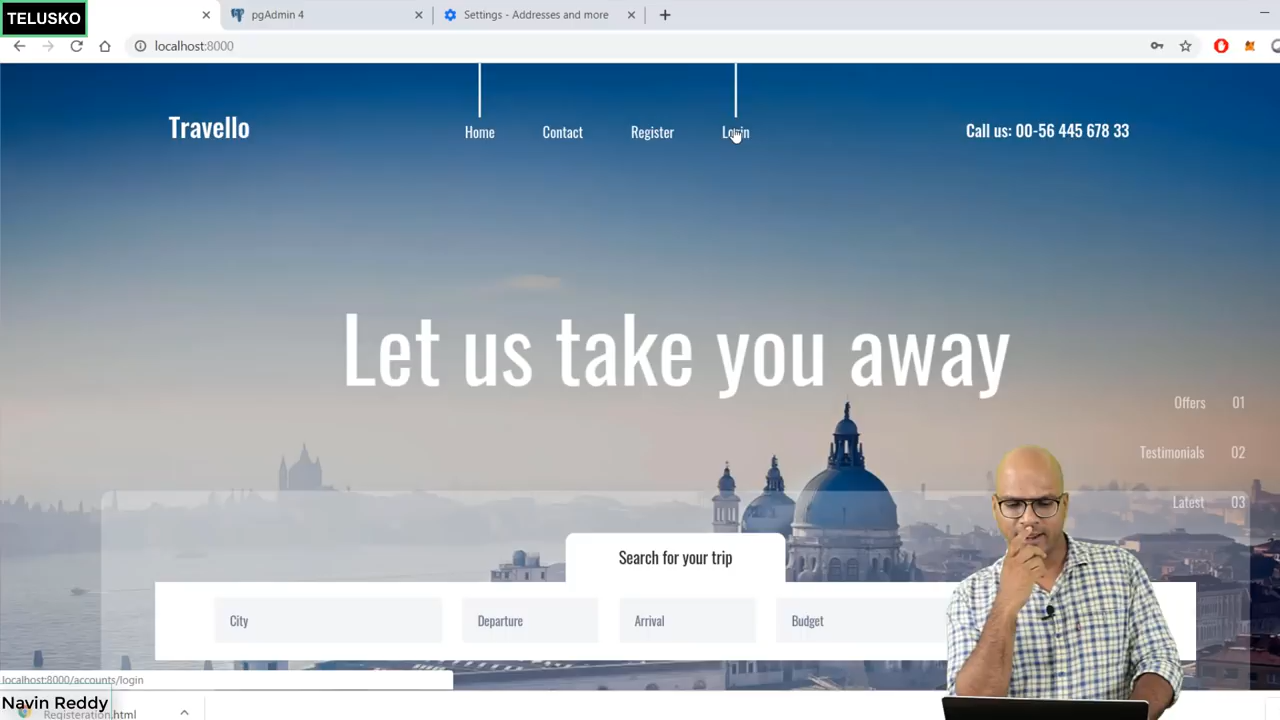 TELUSKO
pgAdmin 4
Settings - Addresses and more
localhost:8000
Travello
Home
Contact
Register
Login
Call us: 00-56 445 678 33
Let us take you away
Offers 01
Testimonials 02
Latest 03
Search for your trip
City
Departure
Arrival
Budget
localhost:8000/accounts/login
Navin Reddy
Registeration.html